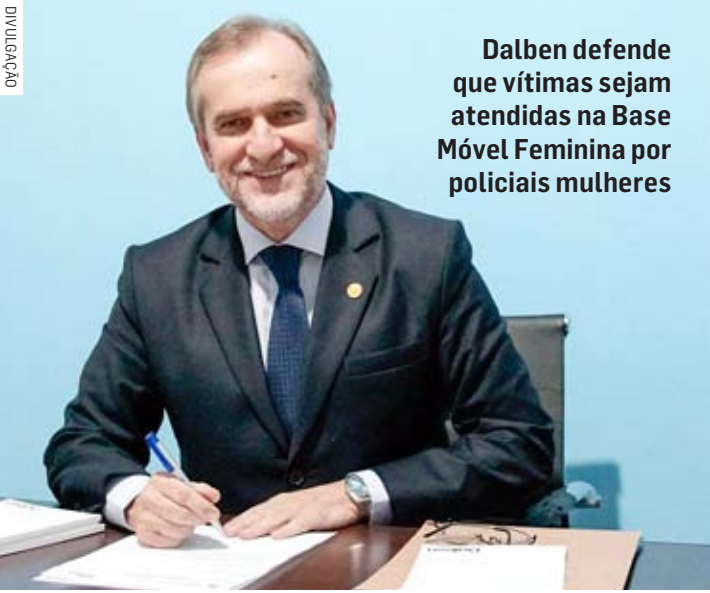 DIVULGAÇÃO
Dalben defende
que vítimas sejam
atendidas na Base
Móvel Feminina por
policiais mulheres